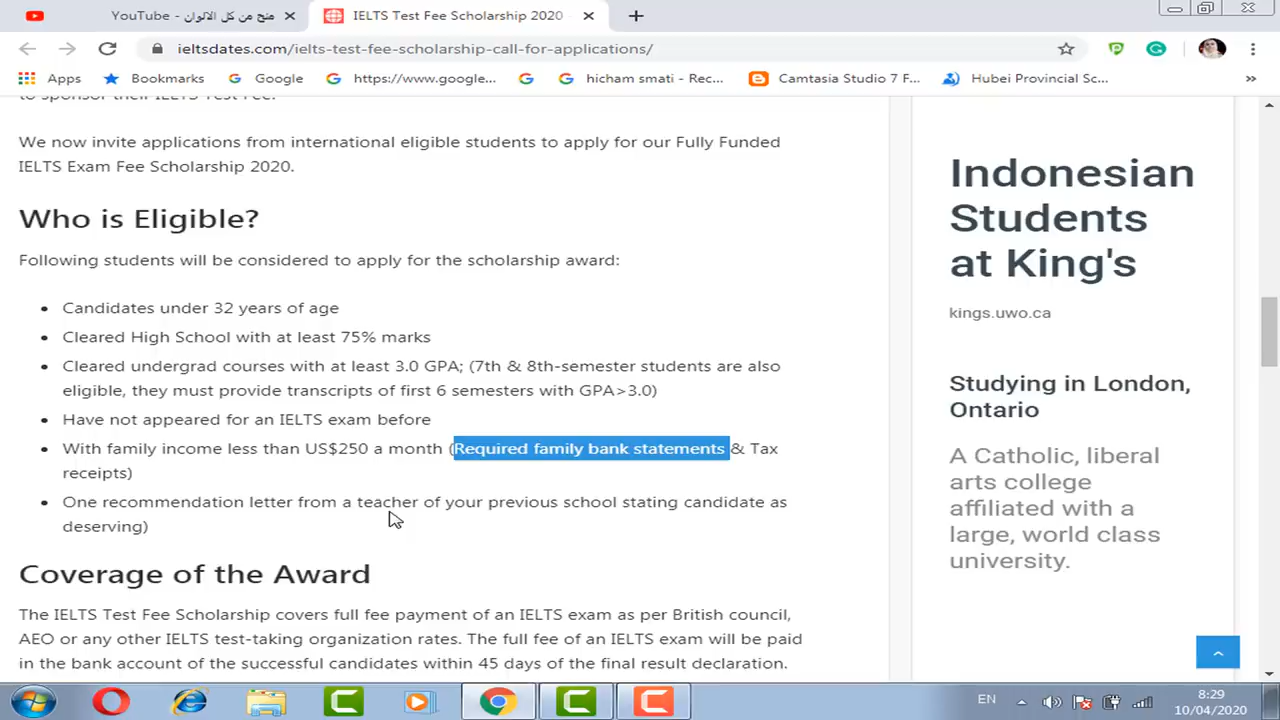 منح من كل الالوان - YouTube
IELTS Test Fee Scholarship 2020
ieltsdates.com/ielts-test-fee-scholarship-call-for-applications/
Apps
Bookmarks
Google
https://www.google...
hicham smati - Rec...
Camtasia Studio 7 F...
Hubei Provincial Sc...
»
to sponsor their IELTS Test Fee.
We now invite applications from international eligible students to apply for our Fully Funded
IELTS Exam Fee Scholarship 2020.
Who is Eligible?
Following students will be considered to apply for the scholarship award:
• Candidates under 32 years of age
• Cleared High School with at least 75% marks
• Cleared undergrad courses with at least 3.0 GPA; (7th & 8th-semester students are also
eligible, they must provide transcripts of first 6 semesters with GPA>3.0)
• Have not appeared for an IELTS exam before
• With family income less than US$250 a month (Required family bank statements & Tax
receipts)
• One recommendation letter from a teacher of your previous school stating candidate as
deserving)
Coverage of the Award
The IELTS Test Fee Scholarship covers full fee payment of an IELTS exam as per British council,
AEO or any other IELTS test-taking organization rates. The full fee of an IELTS exam will be paid
in the bank account of the successful candidates within 45 days of the final result declaration.
Indonesian
Students
at King's
kings.uwo.ca
Studying in London,
Ontario
A Catholic, liberal
arts college
affiliated with a
large, world class
university.
EN
8:29
10/04/2020